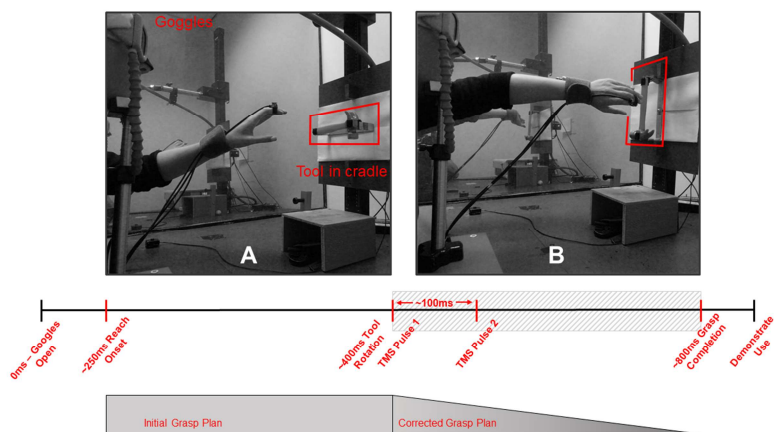 Goggles
Tool in cradle
A
B
~100ms
0ms – Googles
Open
~250ms Reach
Onset
~400ms Tool
Rotation
TMS Pulse 1
TMS Pulse 2
~800ms Grasp
Completion
Demonstrate
Use
Initial Grasp Plan
Corrected Grasp Plan